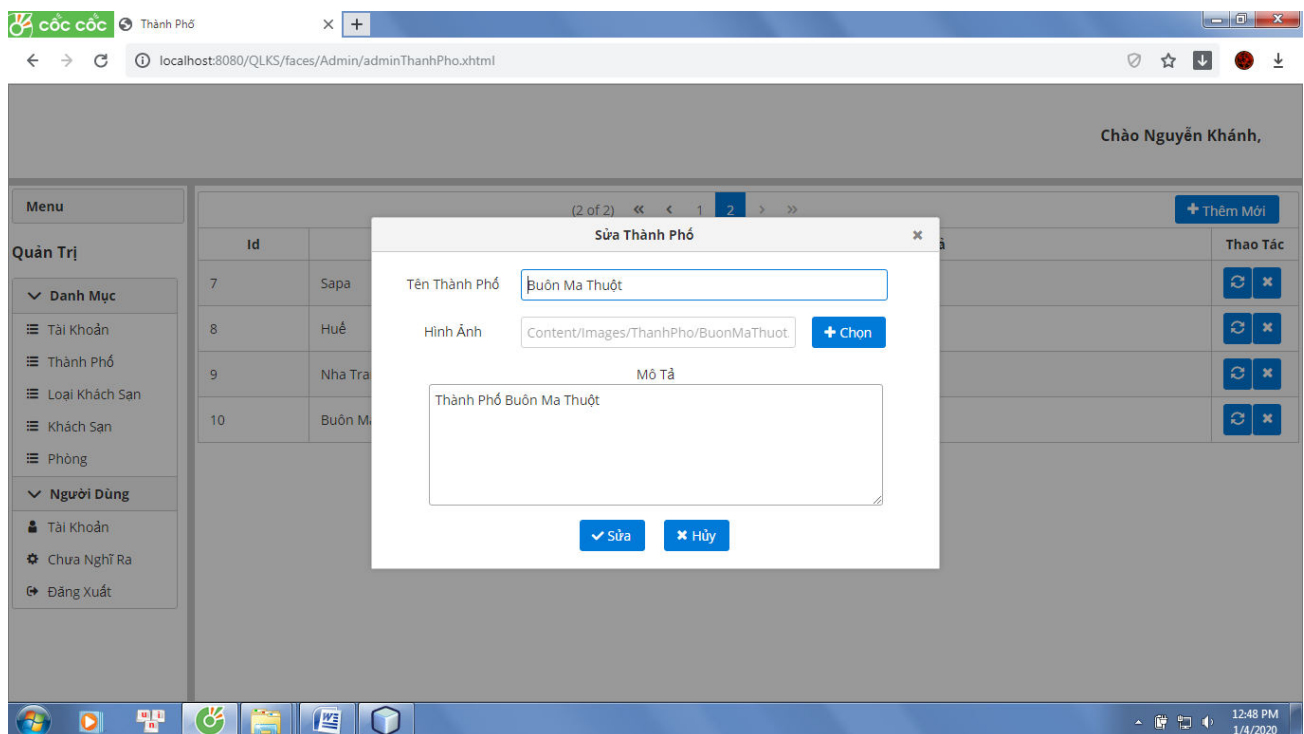 cốc cốc Thành Phố
localhost:8080/QLKS/faces/Admin/adminThanhPho.xhtml
Chào Nguyễn Khánh,
Menu
(2 of 2) 1 2
Thêm Mới
Quản Trị
Id
Thao Tác
Sửa Thành Phố
Tên Thành Phố Buôn Ma Thuột
Hình Ảnh Content/Images/ThanhPho/BuonMaThuot. Chọn
Mô Tả
Thành Phố Buôn Ma Thuột
Sửa Hủy
7 Sapa
8 Huế
9 Nha Tra
10 Buôn Ma
Danh Mục
Tài Khoản
Thành Phố
Loại Khách Sạn
Khách Sạn
Phòng
Người Dùng
Tài Khoản
Chưa Nghĩ Ra
Đăng Xuất
12:48 PM
1/4/2020